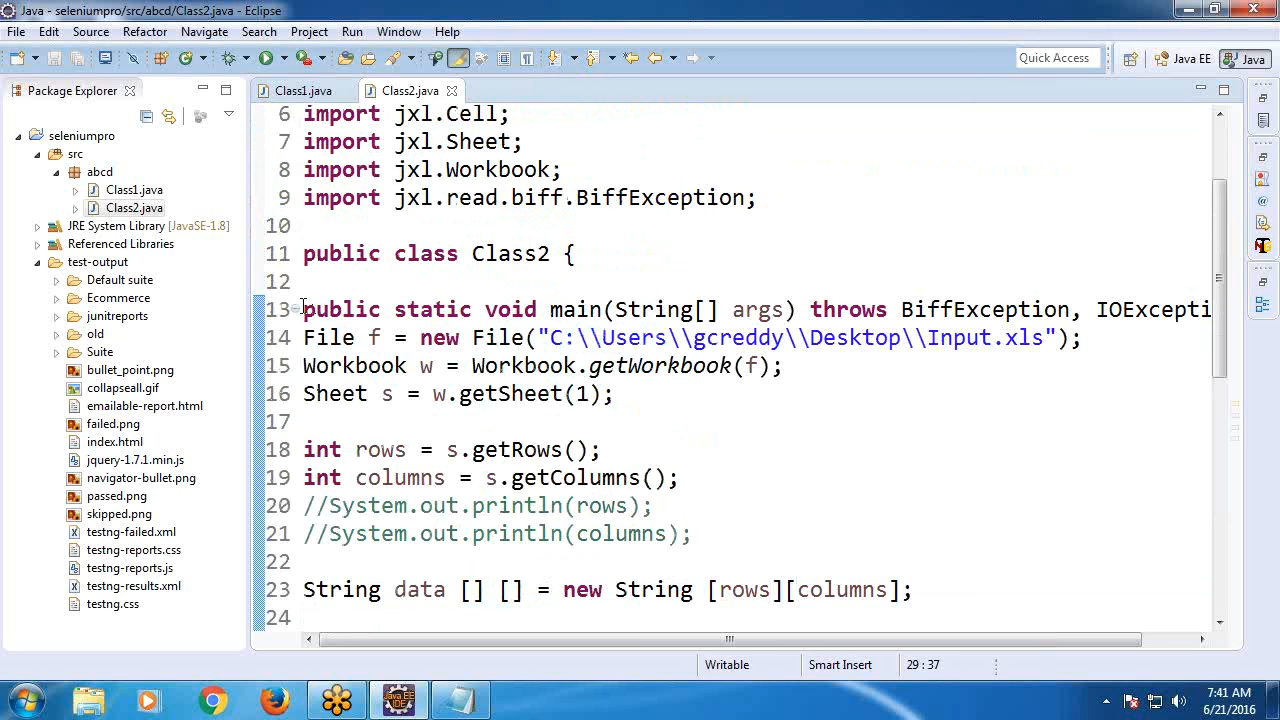 Java - seleniumpro/src/abcd/Class2.java - Eclipse
File Edit Source Refactor Navigate Search Project Run Window Help
Quick Access
Java EE
Java
Package Explorer
Class1.java
Class2.java
seleniumpro
src
abcd
Class1.java
Class2.java
JRE System Library [JavaSE-1.8]
Referenced Libraries
test-output
Default suite
Ecommerce
junitreports
old
Suite
bullet_point.png
collapseall.gif
emailable-report.html
failed.png
index.html
jquery-1.7.1.min.js
navigator-bullet.png
passed.png
skipped.png
testng-failed.xml
testng-reports.css
testng-reports.js
testng-results.xml
testng.css
6 import jxl.Cell;
7 import jxl.Sheet;
8 import jxl.Workbook;
9 import jxl.read.biff.BiffException;
10
11 public class Class2 {
12
13 public static void main(String[] args) throws BiffException, IOExcepti
14 File f = new File("C:\\Users\\gcreddy\\Desktop\\Input.xls");
15 Workbook w = Workbook.getWorkbook(f);
16 Sheet s = w.getSheet(1);
17
18 int rows = s.getRows();
19 int columns = s.getColumns();
20 //System.out.println(rows);
21 //System.out.println(columns);
22
23 String data [] [] = new String [rows][columns];
24
Writable
Smart Insert
29 : 37
Java EE
IDE
7:41 AM
6/21/2016